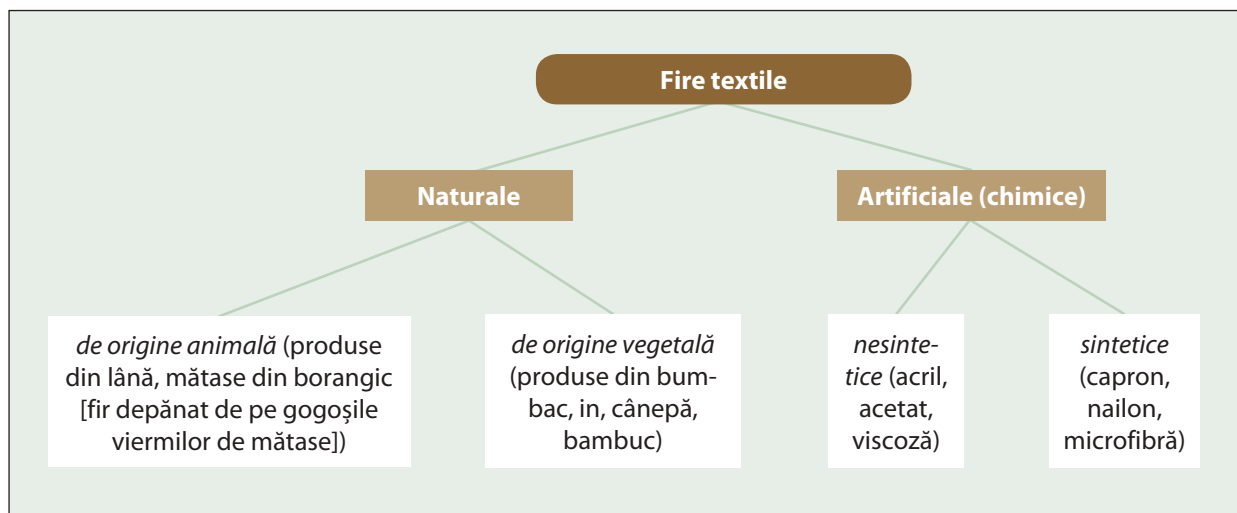 Fire textile
Naturale
Artificiale (chimice)
de origine animală (produse
din lână, mătase din borangic
[fir depănat de pe gogoșile
viermilor de mătase])
de origine vegetală
(produse din bum-
bac, in, cânepă,
bambuc)
nesinte-
tice (acril,
acetat,
viscoză)
sintetice
(capron,
nailon,
microfibră)